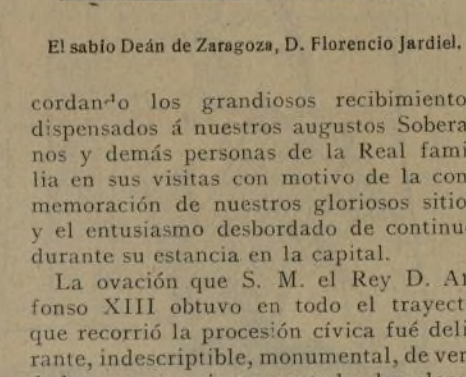 El sabio Deán de Zaragoza, D. Florencio Jardiel.
cordando los grandiosos recibimiento
dispensados á nuestros augustos Sobera
nos y demás personas de la Real fami
lia en sus visitas con motivo de la con
memoración de nuestros gloriosos sitio
y el entusiasmo desbordado de continu
durante su estancia en la capital.
La ovación que S. M. el Rey D. Al
fonso XIII obtuvo en todo el trayect
que recorrió la procesión cívica fué deli
rante, indescriptible, monumental, de ver